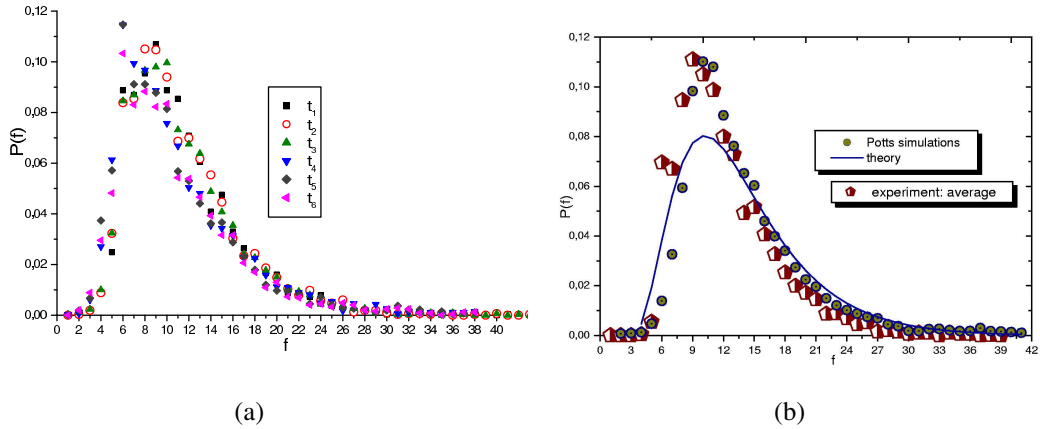 0,12
0,10
0,08
0,06
0,04
0,02
0,00
P(f)
0 2 4 6 8 10 12 14 16 18 20 22 24 26 28 30 32 34 36 38 40
f
t1
t2
t3
t4
t5
t6
(a)
0,12
0,10
0,08
0,06
0,04
0,02
0,00
P(f)
0 3 6 9 12 15 18 21 24 27 30 33 36 39 42
f
Potts simulations
theory
experiment: average
(b)